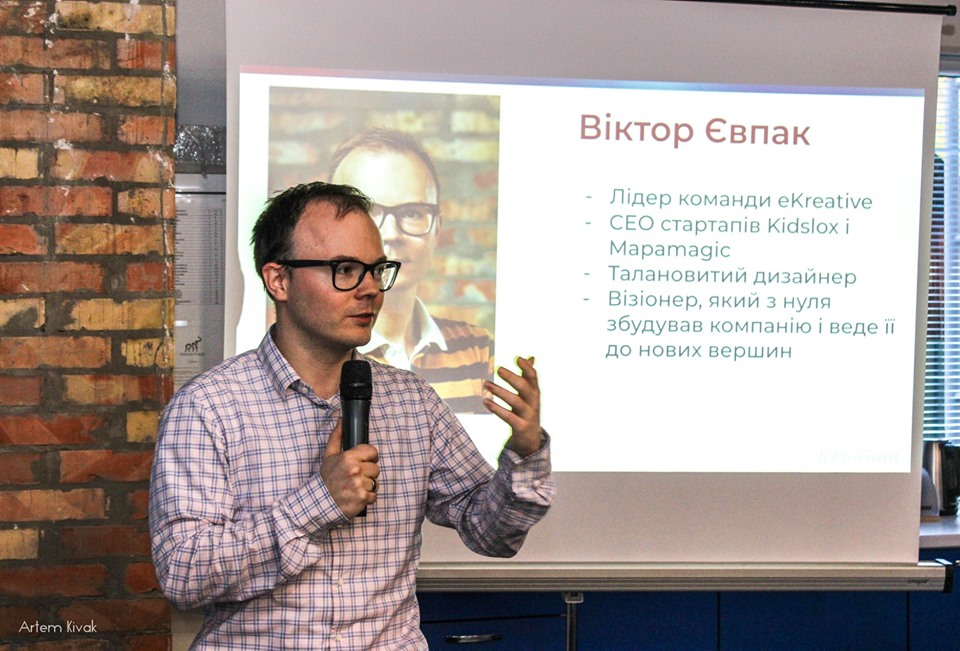 Віктор Євпак
- Лідер команди eKreative
- CEO стартапів Kidslox і
Mapamagic
- Талановитий дизайнер
- Візіонер, який з нуля
збудував компанію і веде її
до нових вершин
Artem Kivak